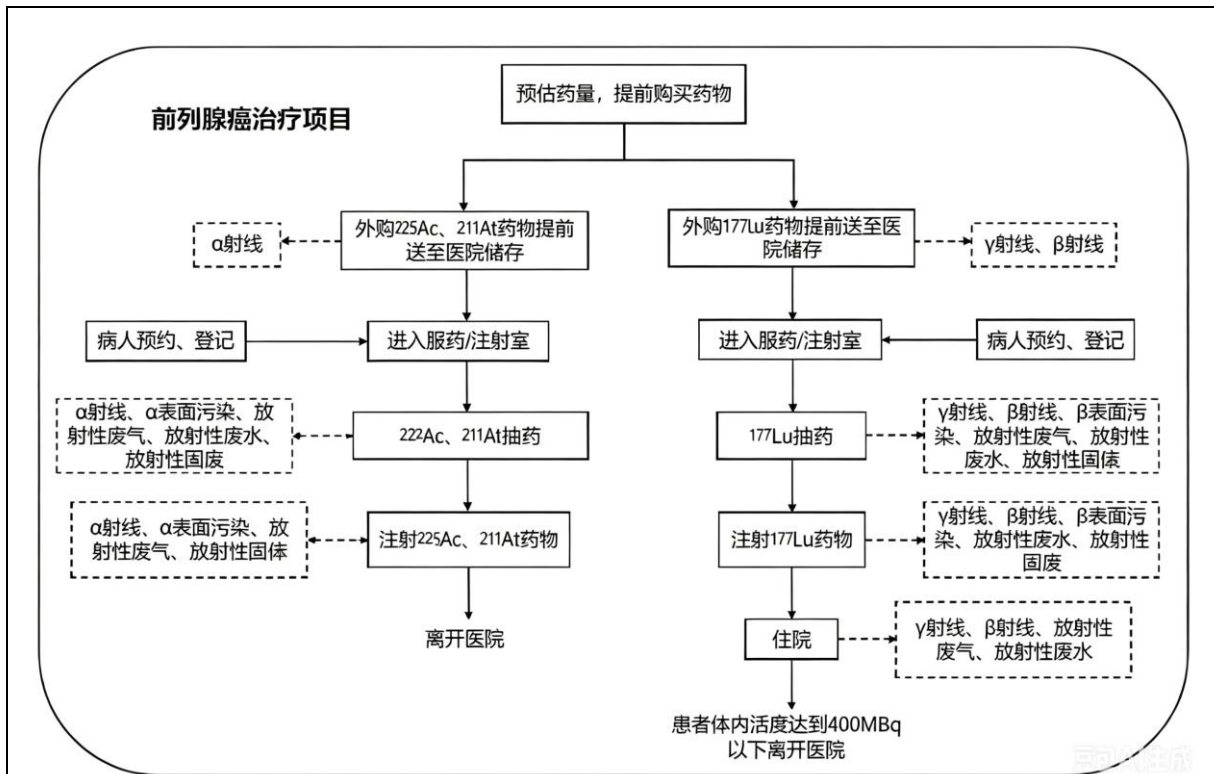 预估药量，提前购买药物
前列腺癌治疗项目
α射线
外购225Ac、211At药物提前
送至医院储存
外购177Lu药物提前送至医
院储存
γ射线、β射线
病人预约、登记
进入服药/注射室
进入服药/注射室
病人预约、登记
α射线、α表面污染、放
射性废气、放射性废水、
放射性固废
222Ac、211At抽药
177Lu抽药
γ射线、β射线、β表面污
染、放射性废气、放射性
废水、放射性固
α射线、α表面污染、放
射性废气、放射性固
注射225Ac、211At药物
注射177Lu药物
γ射线、β射线、β表面污
染、放射性废水、放射性
固废
离开医院
住院
γ射线、β射线、放射性
废气、放射性废水
患者体内活度达到400MBq
以下离开医院